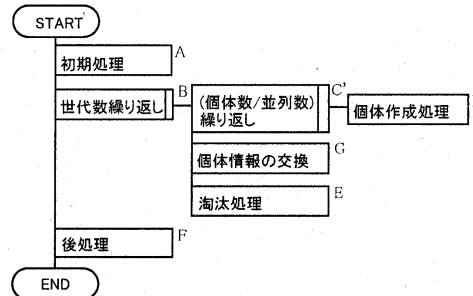 START
初期処理
A
世代数繰り返し
B
(個体数/並列数)
繰り返し
C'
個体作成処理
個体情報の交換
G
淘汰処理
E
後処理
F
END